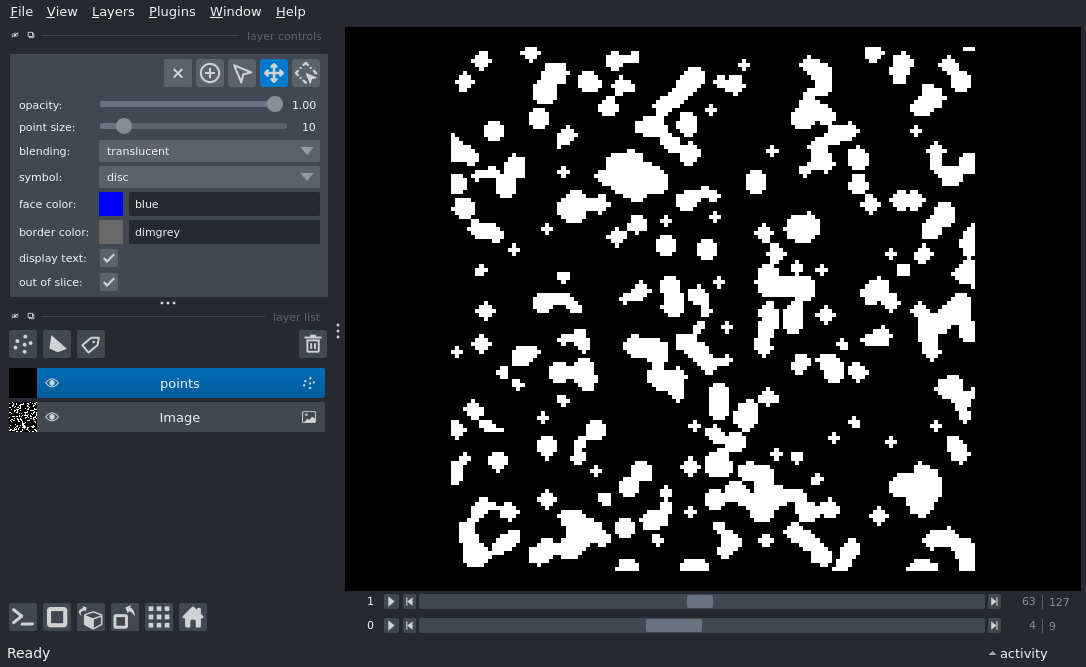 File View Layers Plugins Window Help
layer controls
opacity: 1.00
point size: 10
blending: translucent
symbol: disc
face color: blue
border color: dimgrey
display text:
out of slice:
layer list
points
Image
1 63 127
0 4 9
Ready activity